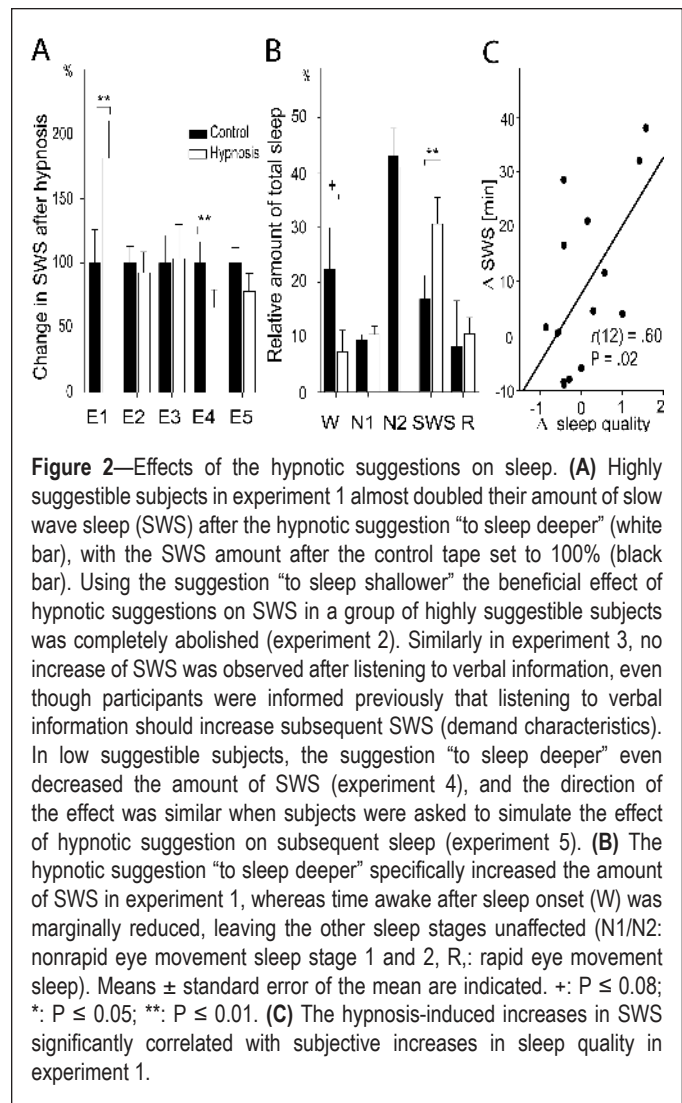 A
B
C
%
%
Change in SWS after hypnosis
200
150
100
50
0
**
Control
Hypnosis
**
E1 E2 E3 E4 E5
Relative amount of total sleep
50
40
30
20
10
0
+
**
W N1 N2 SWS R
Λ SWS [min]
40
30
20
10
0
-10
r(12) = .60
P = .02
-1 0 1 2
Λ sleep quality
Figure 2—Effects of the hypnotic suggestions on sleep. (A) Highly
suggestible subjects in experiment 1 almost doubled their amount of slow
wave sleep (SWS) after the hypnotic suggestion “to sleep deeper” (white
bar), with the SWS amount after the control tape set to 100% (black
bar). Using the suggestion “to sleep shallower” the beneficial effect of
hypnotic suggestions on SWS in a group of highly suggestible subjects
was completely abolished (experiment 2). Similarly in experiment 3, no
increase of SWS was observed after listening to verbal information, even
though participants were informed previously that listening to verbal
information should increase subsequent SWS (demand characteristics).
In low suggestible subjects, the suggestion “to sleep deeper” even
decreased the amount of SWS (experiment 4), and the direction of
the effect was similar when subjects were asked to simulate the effect
of hypnotic suggestion on subsequent sleep (experiment 5). (B) The
hypnotic suggestion “to sleep deeper” specifically increased the amount
of SWS in experiment 1, whereas time awake after sleep onset (W) was
marginally reduced, leaving the other sleep stages unaffected (N1/N2:
nonrapid eye movement sleep stage 1 and 2, R,: rapid eye movement
sleep). Means ± standard error of the mean are indicated. +: P ≤ 0.08;
*: P ≤ 0.05; **: P ≤ 0.01. (C) The hypnosis-induced increases in SWS
significantly correlated with subjective increases in sleep quality in
experiment 1.